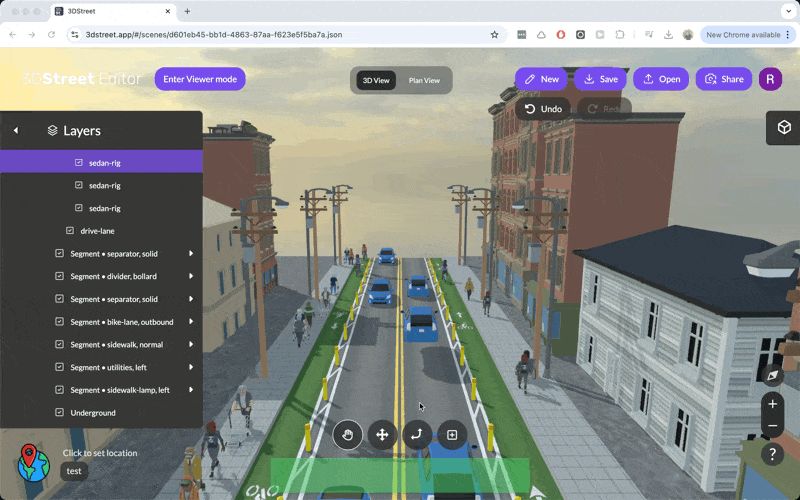 3DStreet
3dstreet.app/#/scenes/d601eb45-bb1d-4863-87aa-f623e5f5ba7a.json
New Chrome available
3DStreet Editor
Enter Viewer mode
3D View
Plan View
New
Save
Open
Share
R
Undo
Redo
Layers
sedan-rig
sedan-rig
sedan-rig
drive-lane
Segment • separator, solid
Segment • divider, bollard
Segment • separator, solid
Segment • bike-lane, outbound
Segment • sidewalk, normal
Segment • utilities, left
Segment • sidewalk-lamp, left
Underground
Click to set location
test
?